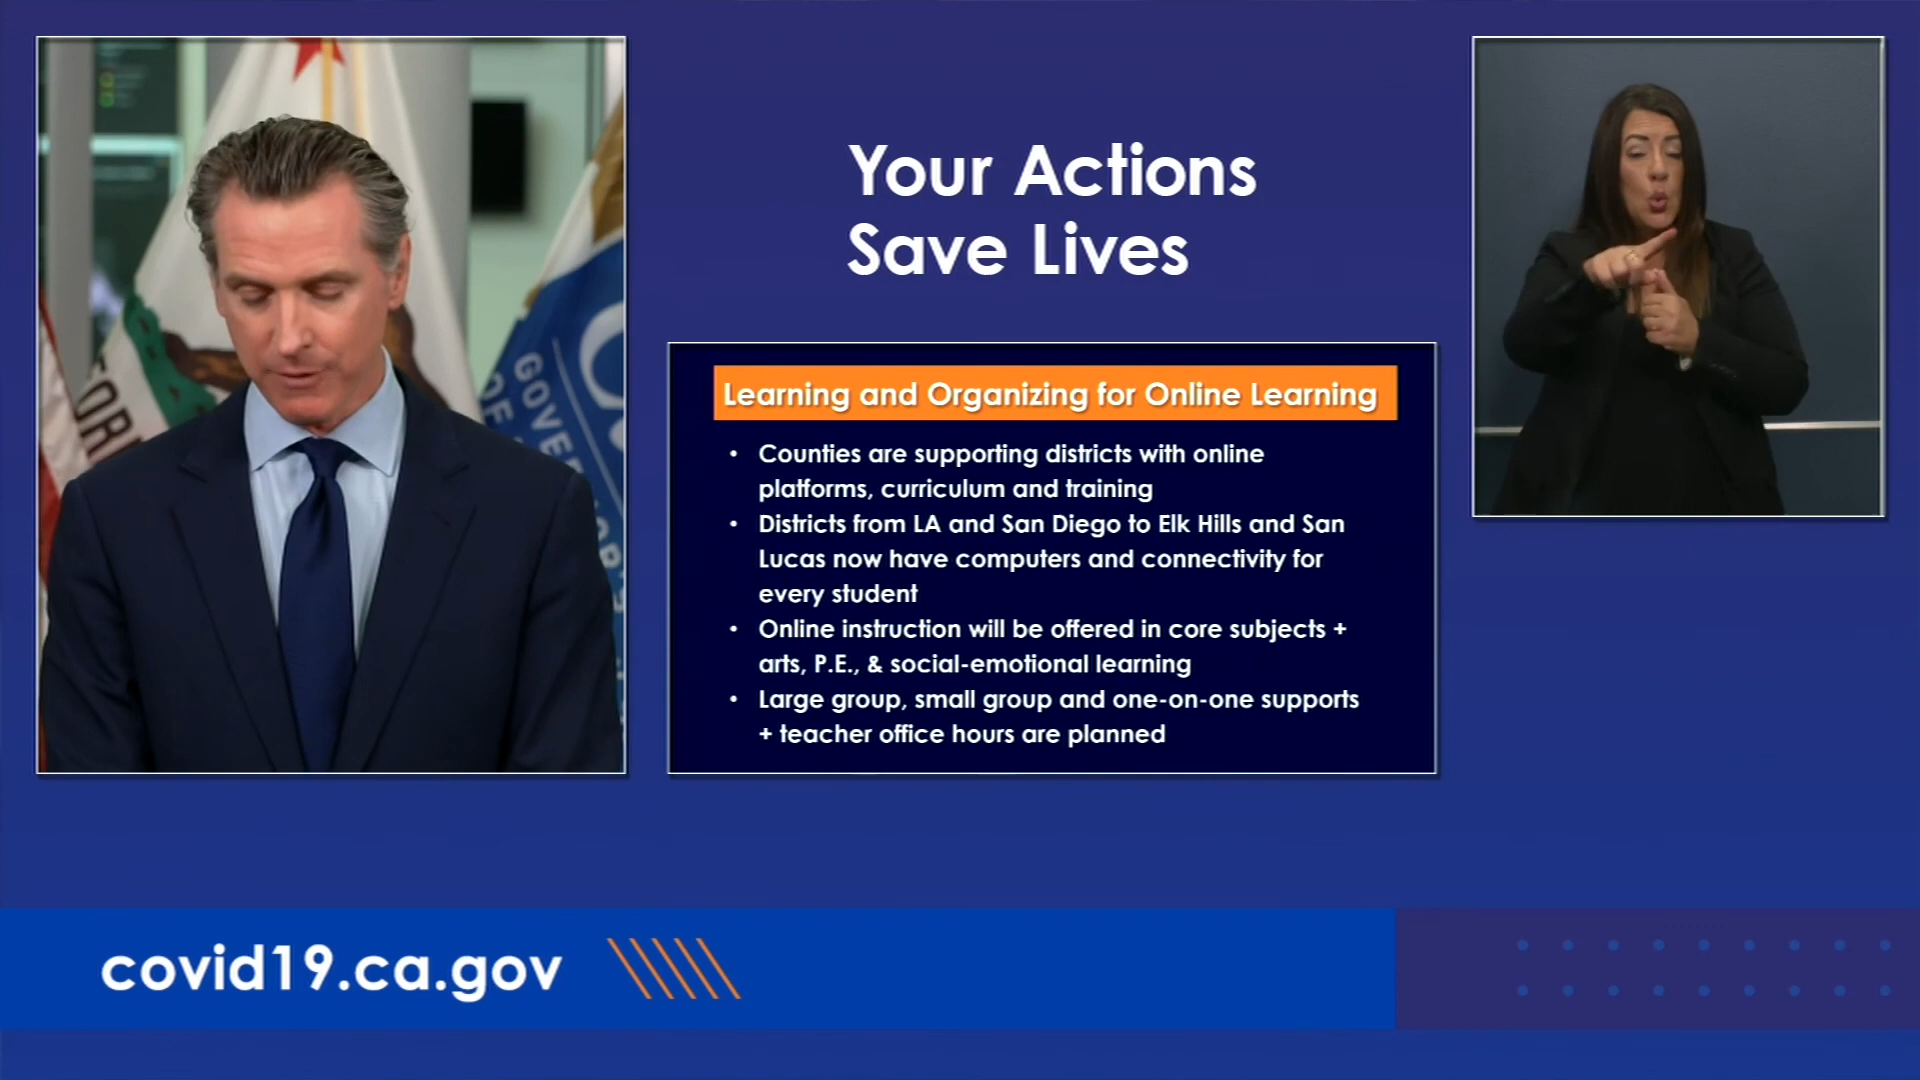 Your Actions
Save Lives
Learning and Organizing for Online Learning
• Counties are supporting districts with online
platforms, curriculum and training
• Districts from LA and San Diego to Elk Hills and San
Lucas now have computers and connectivity for
every student
• Online instruction will be offered in core subjects +
arts, P.E., & social-emotional learning
• Large group, small group and one-on-one supports
+ teacher office hours are planned
covid19.ca.gov